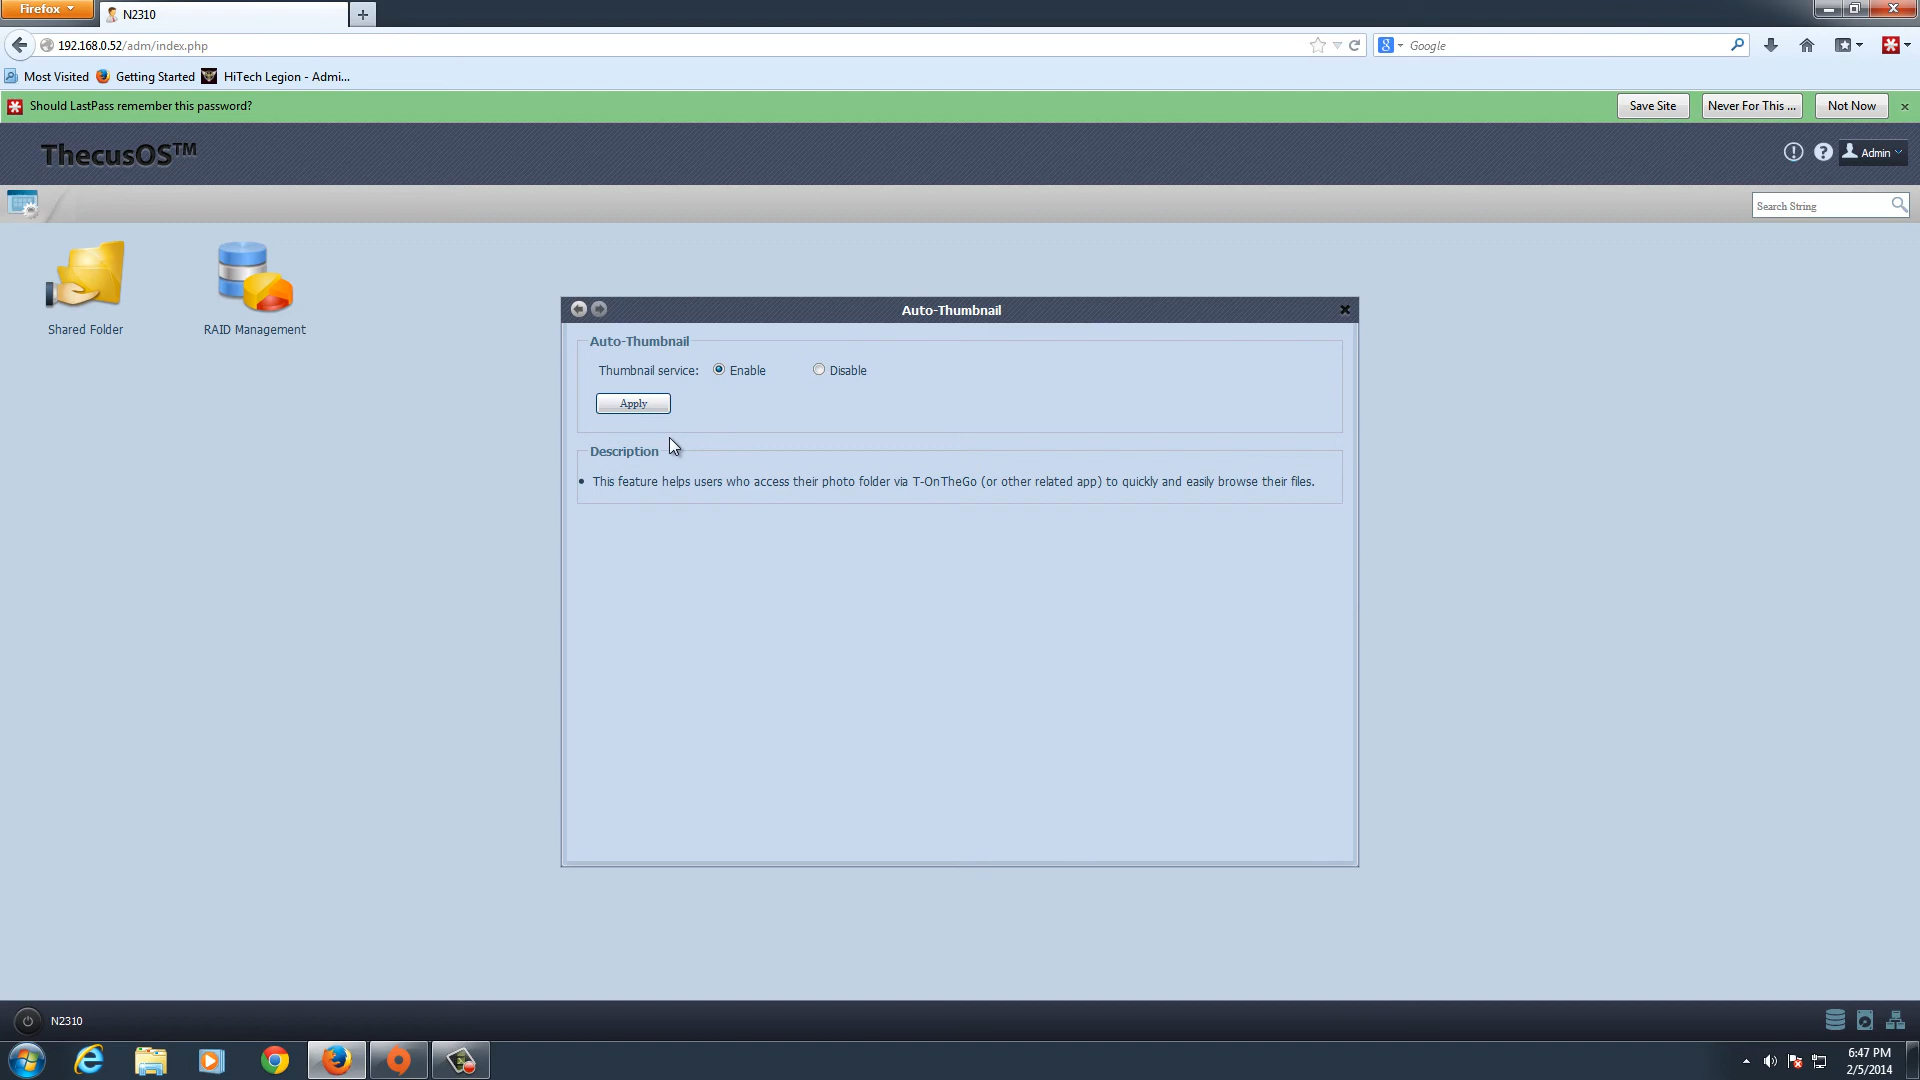 Firefox
N2310
192.168.0.52/adm/index.php
Google
Most Visited
Getting Started
HiTech Legion - Admi...
Should LastPass remember this password?
Save Site
Never For This ...
Not Now
ThecusOS™
Admin
Search String
Shared Folder
RAID Management
Auto-Thumbnail
Auto-Thumbnail
Thumbnail service: Enable Disable
Apply
Description
This feature helps users who access their photo folder via T-OnTheGo (or other related app) to quickly and easily browse their files.
N2310
6:47 PM
2/5/2014